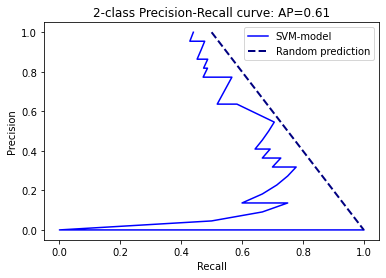 2-class Precision-Recall curve: AP=0.61
SVM-model
Random prediction
Precision
1.0
0.8
0.6
0.4
0.2
0.0
0.0 0.2 0.4 0.6 0.8 1.0
Recall